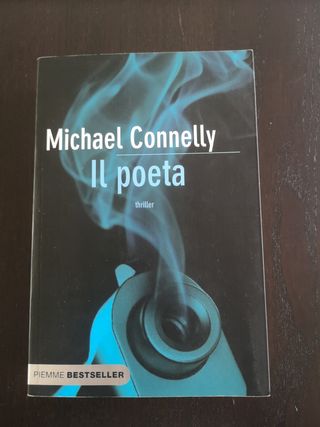 Michael Connelly
Il poeta
thriller
PIEMME BESTSELLER